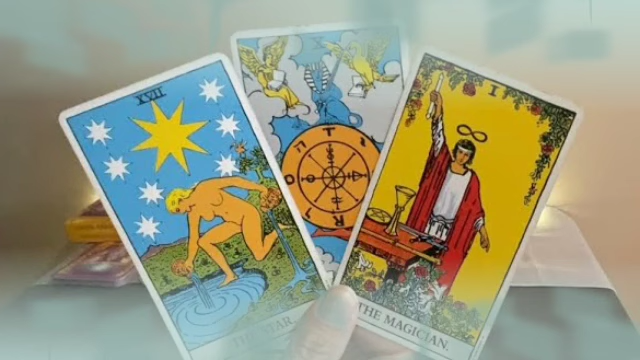 XVII
X
I
T
O
R
THE STAR.
THE MAGICIAN.